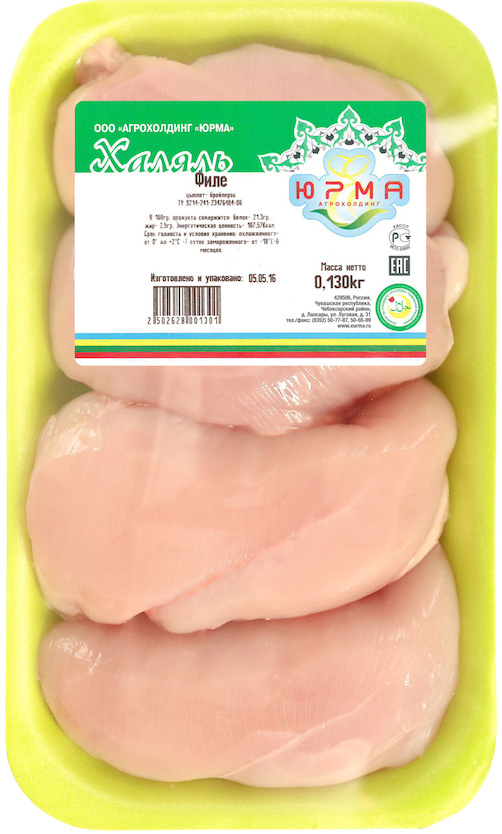 ООО «АГРОХОЛДИНГ «ЮРМА»
Халяль
Филе
цыплят- бройлеров
ТУ 9214-241-23476484-06
В 100гр. продукта содержится: Белок- 21,3гр.
жир- 2,5гр. Энергетическая ценность- 107,57Ккал
Срок годности и условия хранения: охлажденного-
от 0° до +2°С -7 суток замороженного- от -18°С-6
месяцев.
Изготовлено и упаковано: 05.05.16
2 502628 001301
ЮРМА
АГРОХОЛДИНГ
РОССИЯ
РСТ
EAC
Масса нетто
0,130кг
429506, Россия,
Чувашская республика,
Чебоксарский район,
д. Лапсары, ул. Луговая, д. 31
тел./факс: (8352) 50-77-87, 50-65-89
www.eurma.ru
حلال